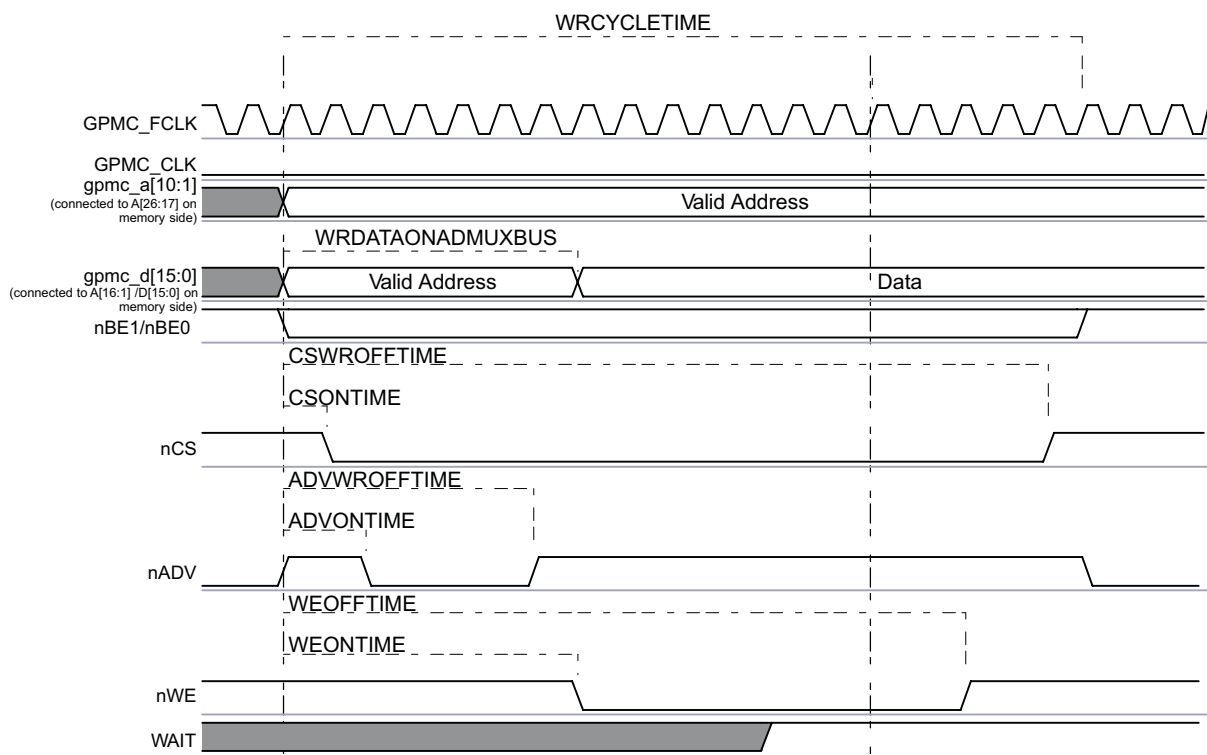 WRCYCLETIME
GPMC_FCLK
GPMC_CLK
gpmc_a[10:1]
(connected to A[26:17] on
memory side)
Valid Address
WRDATAONADMUXBUS
gpmc_d[15:0]
(connected to A[16:1] /D[15:0] on
memory side)
Valid Address
Data
nBE1/nBE0
CSWROFFTIME
CSONTIME
nCS
ADVWROFFTIME
ADVONTIME
nADV
WEOFFTIME
WEONTIME
nWE
WAIT